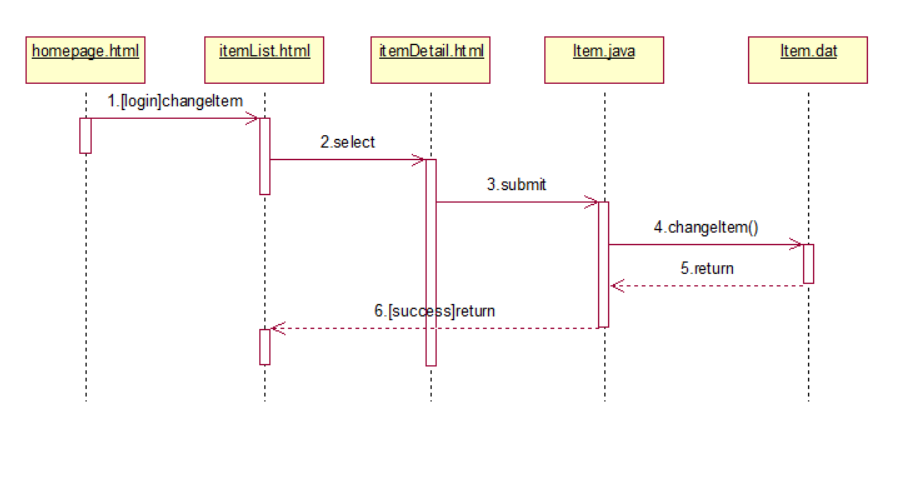 homepage.html
itemList.html
itemDetail.html
Item.java
Item.dat
1.[login]changeItem
2.select
3.submit
4.changeItem()
5.return
6.[success]return